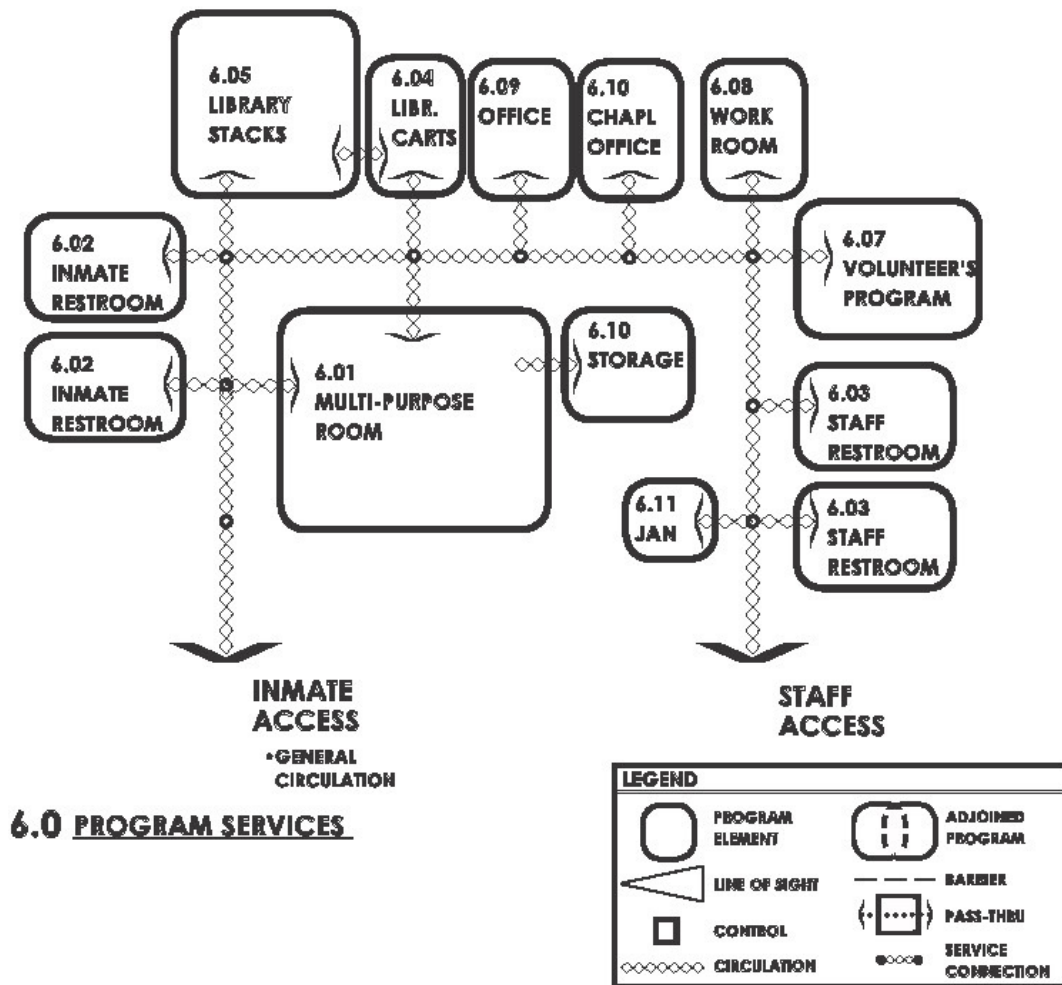 6.05
LIBRARY
STACKS
6.04
LIBR.
CARTS
6.09
OFFICE
6.10
CHAPL
OFFICE
6.08
WORK
ROOM
6.02
INMATE
RESTROOM
6.07
VOLUNTEER'S
PROGRAM
6.02
INMATE
RESTROOM
6.01
MULTI-PURPOSE
ROOM
6.10
STORAGE
6.03
STAFF
RESTROOM
6.11
JAN
6.03
STAFF
RESTROOM
INMATE
ACCESS
•GENERAL
CIRCULATION
STAFF
ACCESS
6.0 PROGRAM SERVICES
LEGEND
PROGRAM
ELEMENT
ADJOINED
PROGRAM
LINE OF SIGHT
BARRIER
CONTROL
PASS-THRU
CIRCULATION
SERVICE
CONNECTION